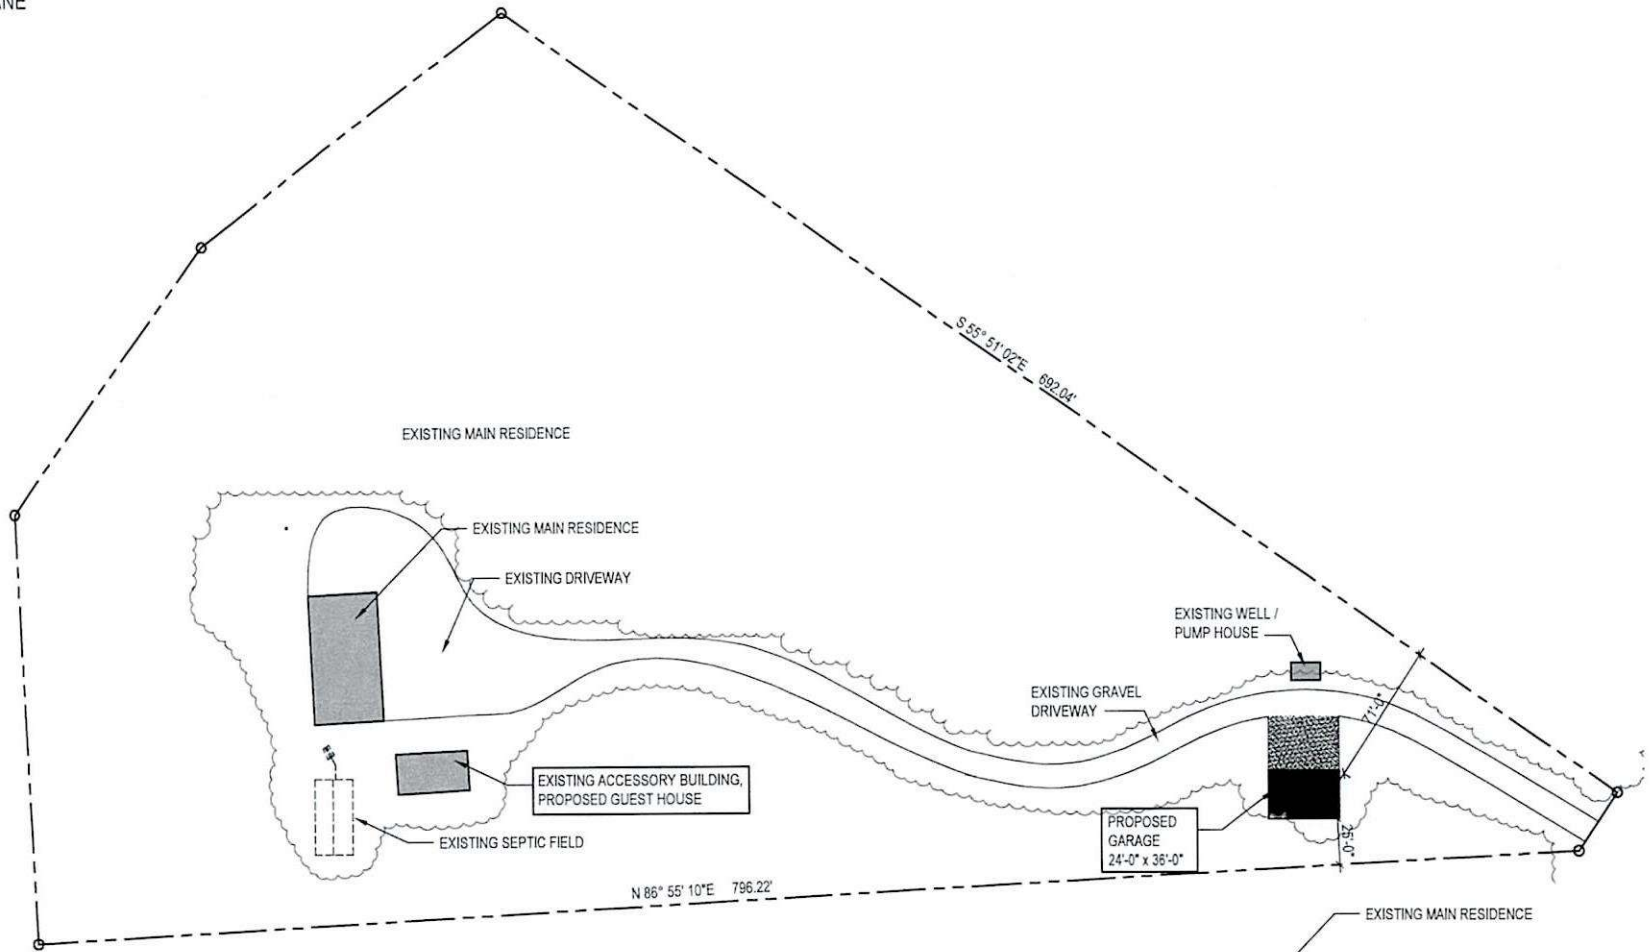 S 55° 51' 02"E 692.04'
EXISTING MAIN RESIDENCE
EXISTING MAIN RESIDENCE
EXISTING DRIVEWAY
EXISTING WELL /
PUMP HOUSE
EXISTING GRAVEL
DRIVEWAY
71'-0"
EXISTING ACCESSORY BUILDING,
PROPOSED GUEST HOUSE
EXISTING SEPTIC FIELD
PROPOSED
GARAGE
24'-0" x 36'-0"
25'-0"
N 86° 55' 10"E 796.22'
EXISTING MAIN RESIDENCE